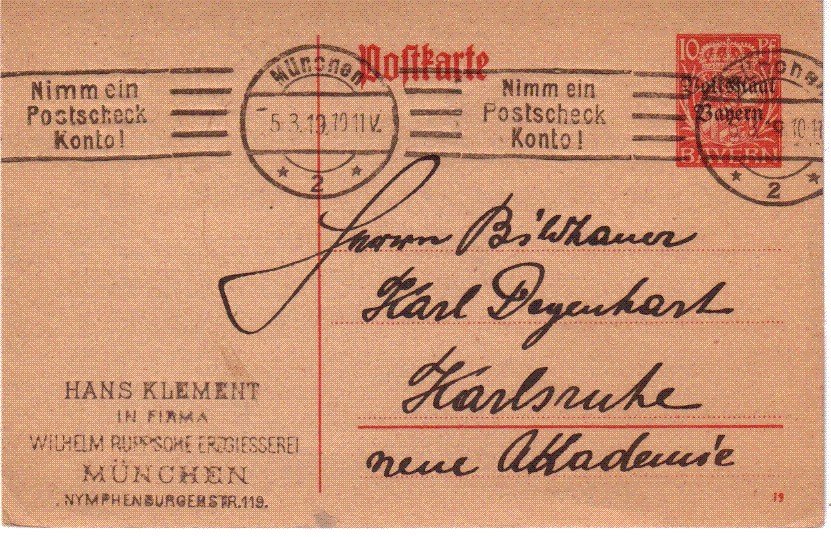 Postkarte
10 Pf
Volksstaat
Bayern
BAYERN
Nimm ein
Postscheck
Konto!
München
5.3.19.10 11 V.
2
Nimm ein
Postscheck
Konto!
2
Herrn Bildhauer
Karl Degenhart
Karlsruhe
neue Akademie
HANS KLEMENT
IN FIRMA
WILHELM RUPP'SCHE ERZGIESSEREI
MÜNCHEN
NYMPHENBURGERSTR. 119.
19